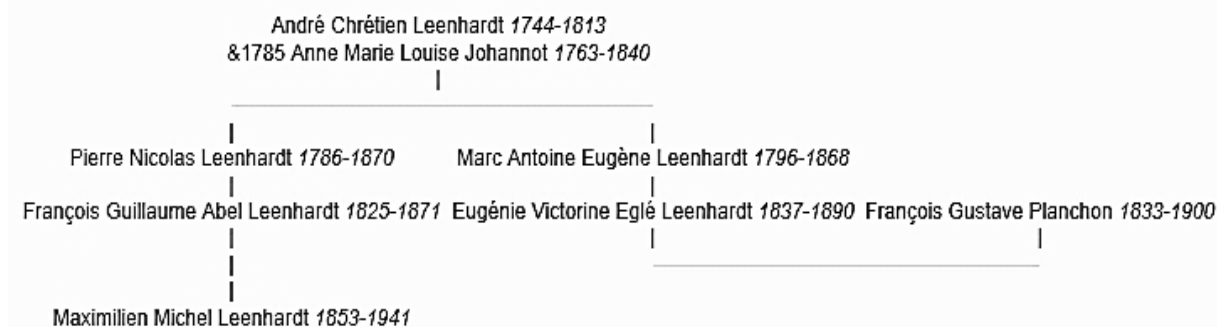 André Chrétien Leenhardt 1744-1813
&1785 Anne Marie Louise Johannot 1763-1840
Pierre Nicolas Leenhardt 1786-1870 Marc Antoine Eugène Leenhardt 1796-1868
François Guillaume Abel Leenhardt 1825-1871 Eugénie Victorine Eglé Leenhardt 1837-1890 François Gustave Planchon 1833-1900
Maximilien Michel Leenhardt 1853-1941